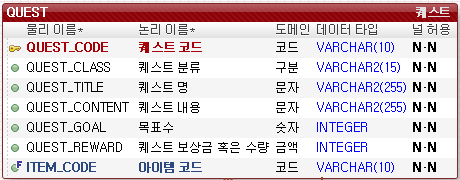 QUEST 퀘스트
물리 이름* 논리 이름* 도메인 데이터 타입 널 허용
QUEST_CODE 퀘스트 코드 코드 VARCHAR(10) N-N
QUEST_CLASS 퀘스트 분류 구분 VARCHAR2(15) N-N
QUEST_TITLE 퀘스트 명 문자 VARCHAR2(255) N-N
QUEST_CONTENT 퀘스트 내용 문자 VARCHAR2(255) N-N
QUEST_GOAL 목표수 숫자 INTEGER N-N
QUEST_REWARD 퀘스트 보상금 혹은 수량 금액 INTEGER N-N
F ITEM_CODE 아이템 코드 코드 VARCHAR(10) N-N